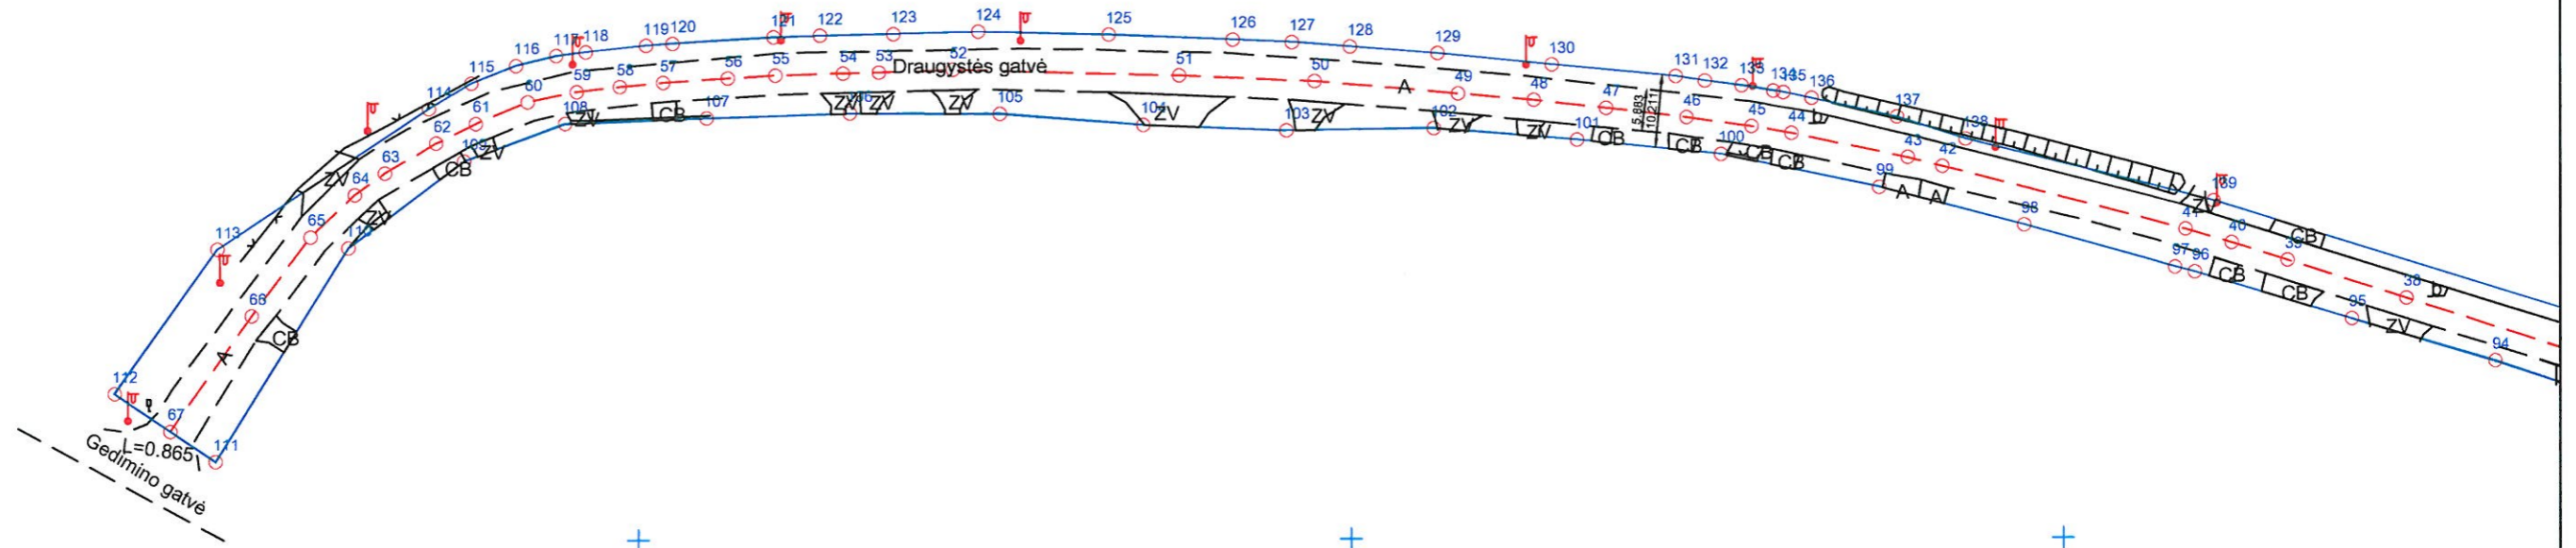 119 120 121 122 123 124 125 126 127 128 129 130 131 132 133 134 135 136 137 138 139
113 114 115 116 117 118
67 66 65 64 63 62 61 60 59 58 57 56 55 54 53 52 51 50 49 48 47 46 45 44 43 42 41 40 39 38
Draugystės gatvė
A
5.883
10.211
112 111 110 109 108 107 106 105 104 103 102 101 100 99 98 97 96 95 94
ZV CB ZV ZV ZV ZV ZV ZV ZV CB CB CB CB A A CB CB ZV
ZV ZV CB ZV CB
ZV CB
A
L=0.865
Gedimino gatvė